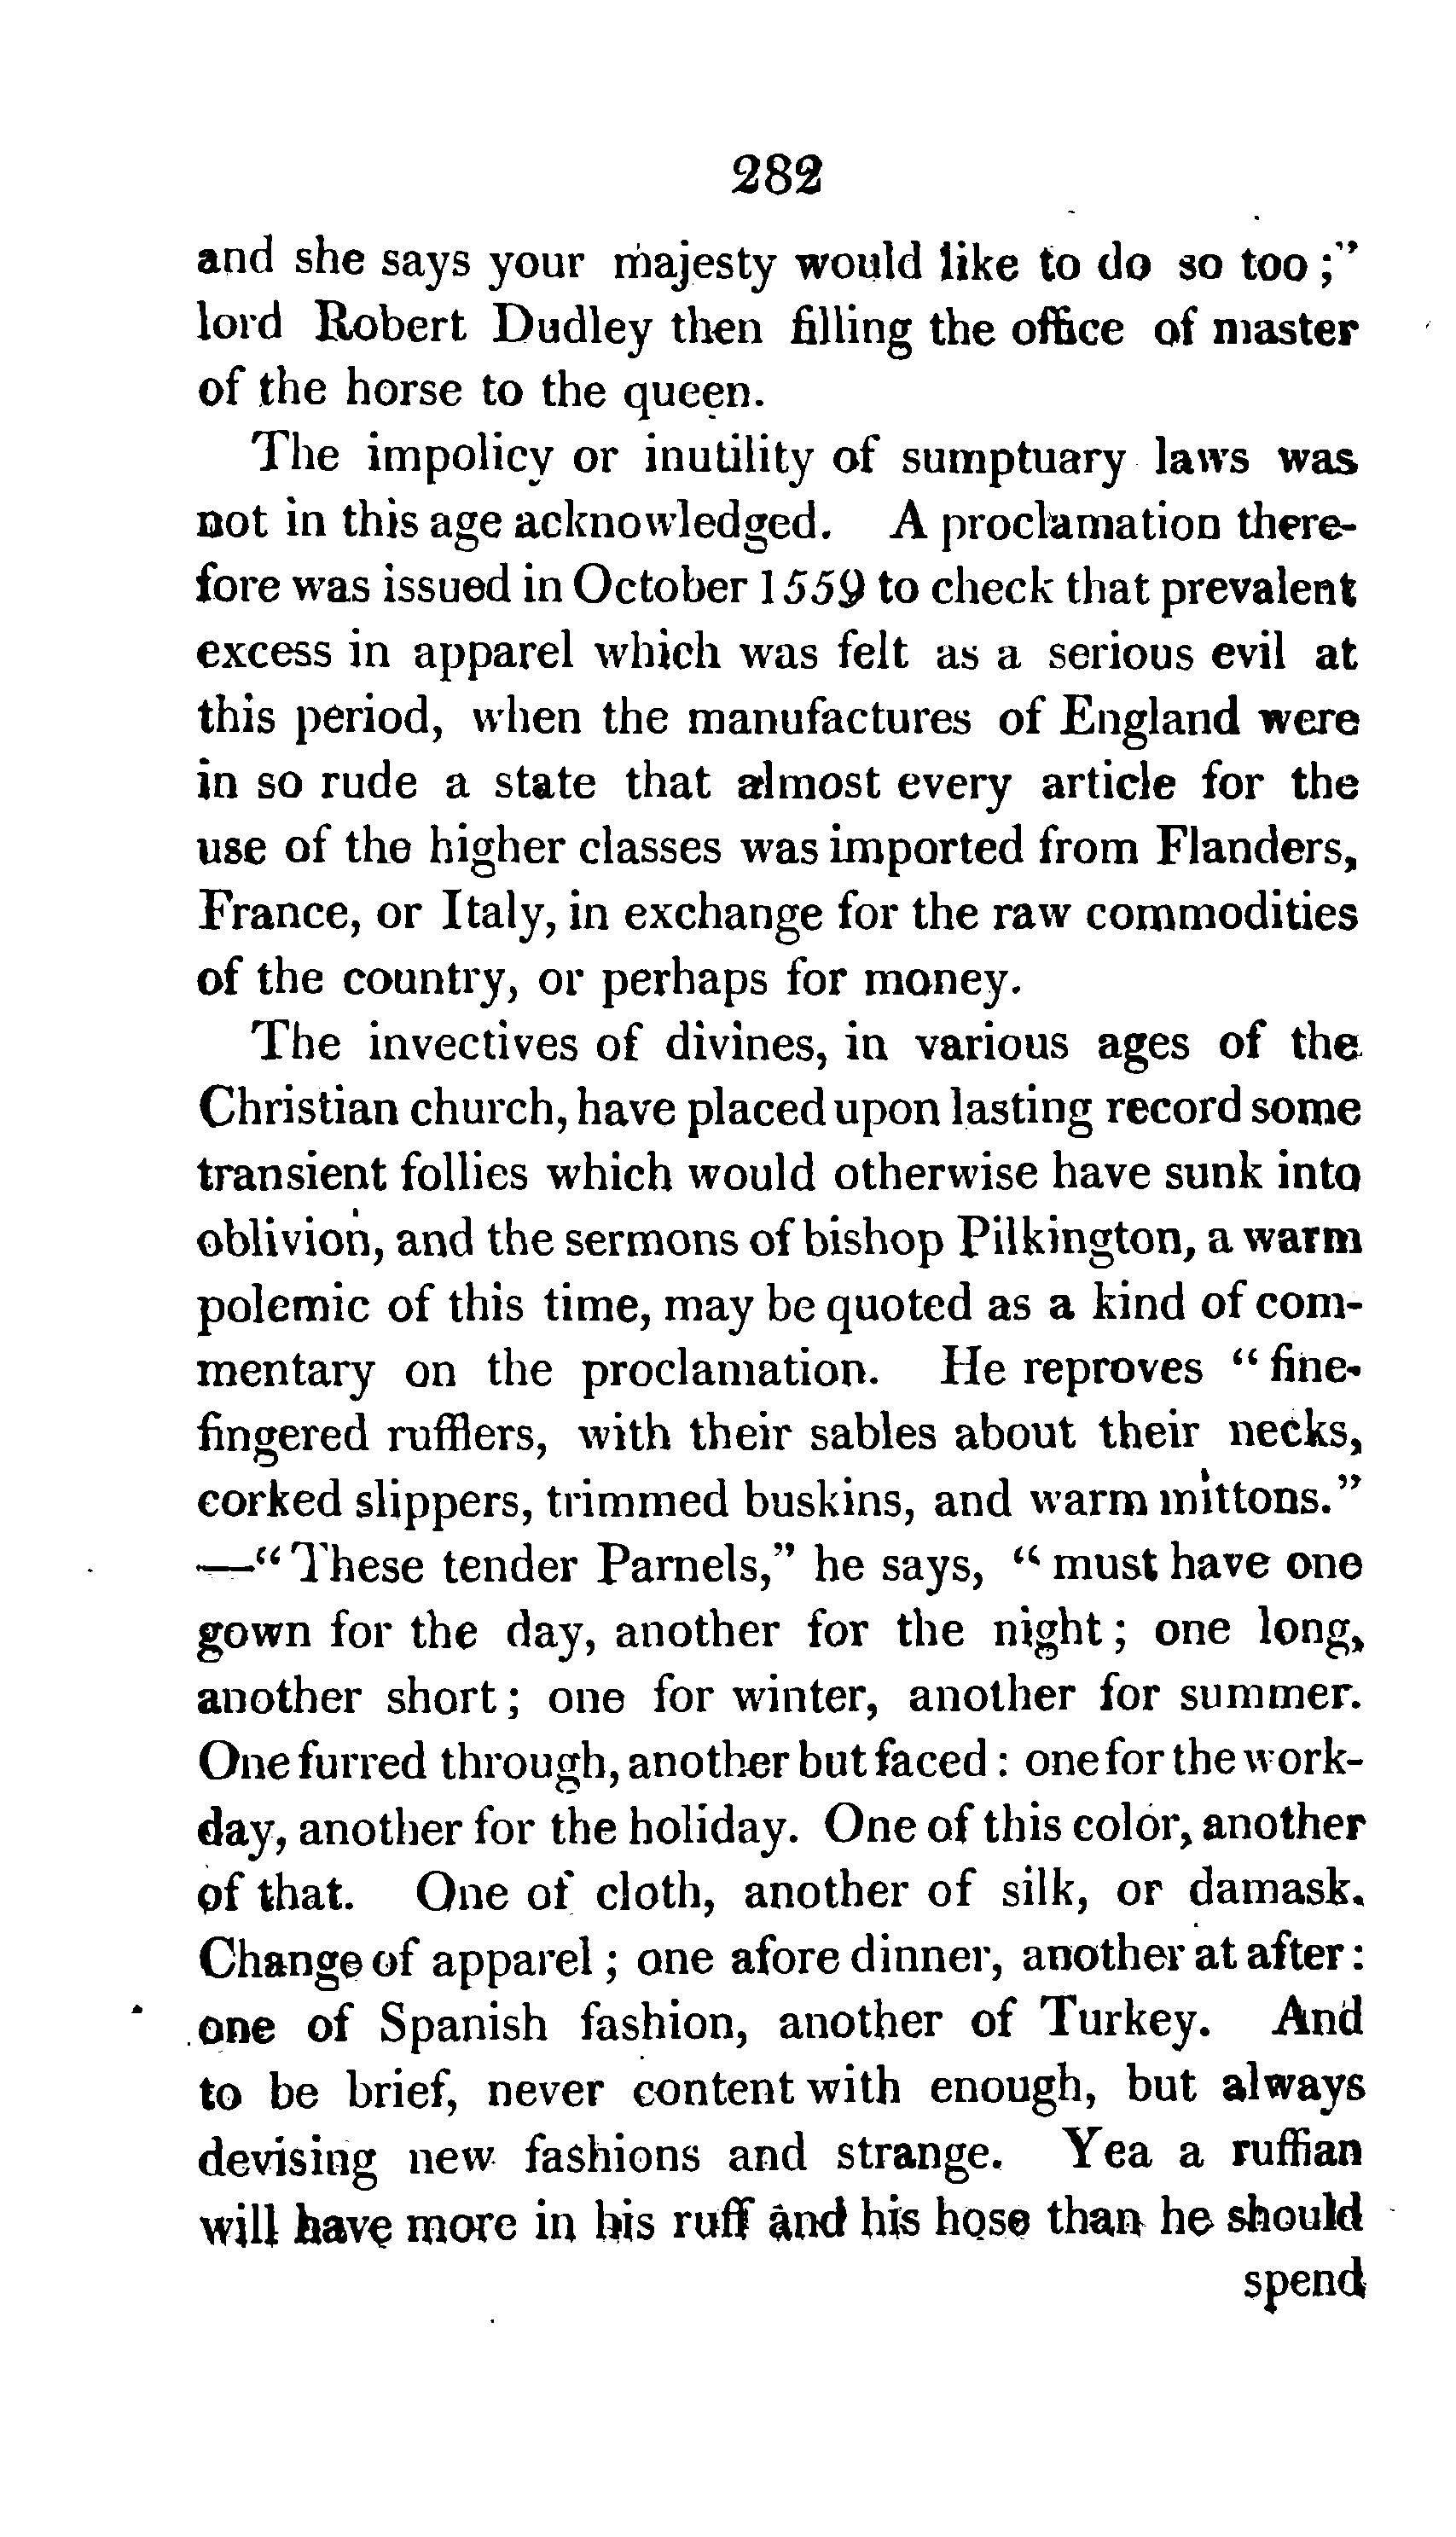 282
and she says your majesty would like to do so too;"
lord Robert Dudley then filling the office of master
of the horse to the queen.
The impolicy or inutility of sumptuary laws was
not in this age acknowledged. A proclamation there-
fore was issued in October 1559 to check that prevalent
excess in apparel which was felt as a serious evil at
this period, when the manufactures of England were
in so rude a state that almost every article for the
use of the higher classes was imported from Flanders,
France, or Italy, in exchange for the raw commodities
of the country, or perhaps for money.
The invectives of divines, in various ages of the
Christian church, have placed upon lasting record some
transient follies which would otherwise have sunk into
oblivion, and the sermons of bishop Pilkington, a warm
polemic of this time, may be quoted as a kind of com-
mentary on the proclamation. He reproves "fine-
fingered rufflers, with their sables about their necks,
corked slippers, trimmed buskins, and warm mittons."
—"These tender Parnels," he says, "must have one
gown for the day, another for the night; one long,
another short; one for winter, another for summer.
One furred through, another but faced: one for the work-
day, another for the holiday. One of this color, another
of that. One of cloth, another of silk, or damask.
Change of apparel; one afore dinner, another at after:
one of Spanish fashion, another of Turkey. And
to be brief, never content with enough, but always
devising new fashions and strange. Yea a ruffian
will have more in his ruff and his hose than he should
spend